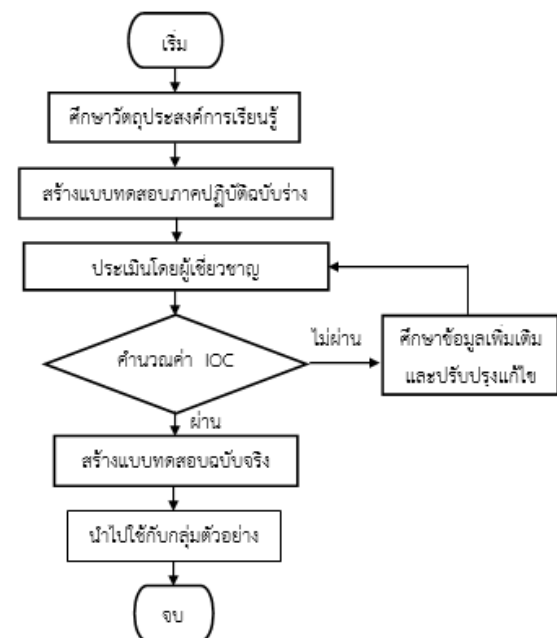 เริ่ม
ศึกษาวัตถุประสงค์การเรียนรู้
สร้างแบบทดสอบภาคปฏิบัติฉบับร่าง
ประเมินโดยผู้เชี่ยวชาญ
คำนวณค่า IOC
ไม่ผ่าน
ศึกษาข้อมูลเพิ่มเติม
และปรับปรุงแก้ไข
ผ่าน
สร้างแบบทดสอบฉบับจริง
นำไปใช้กับกลุ่มตัวอย่าง
จบ